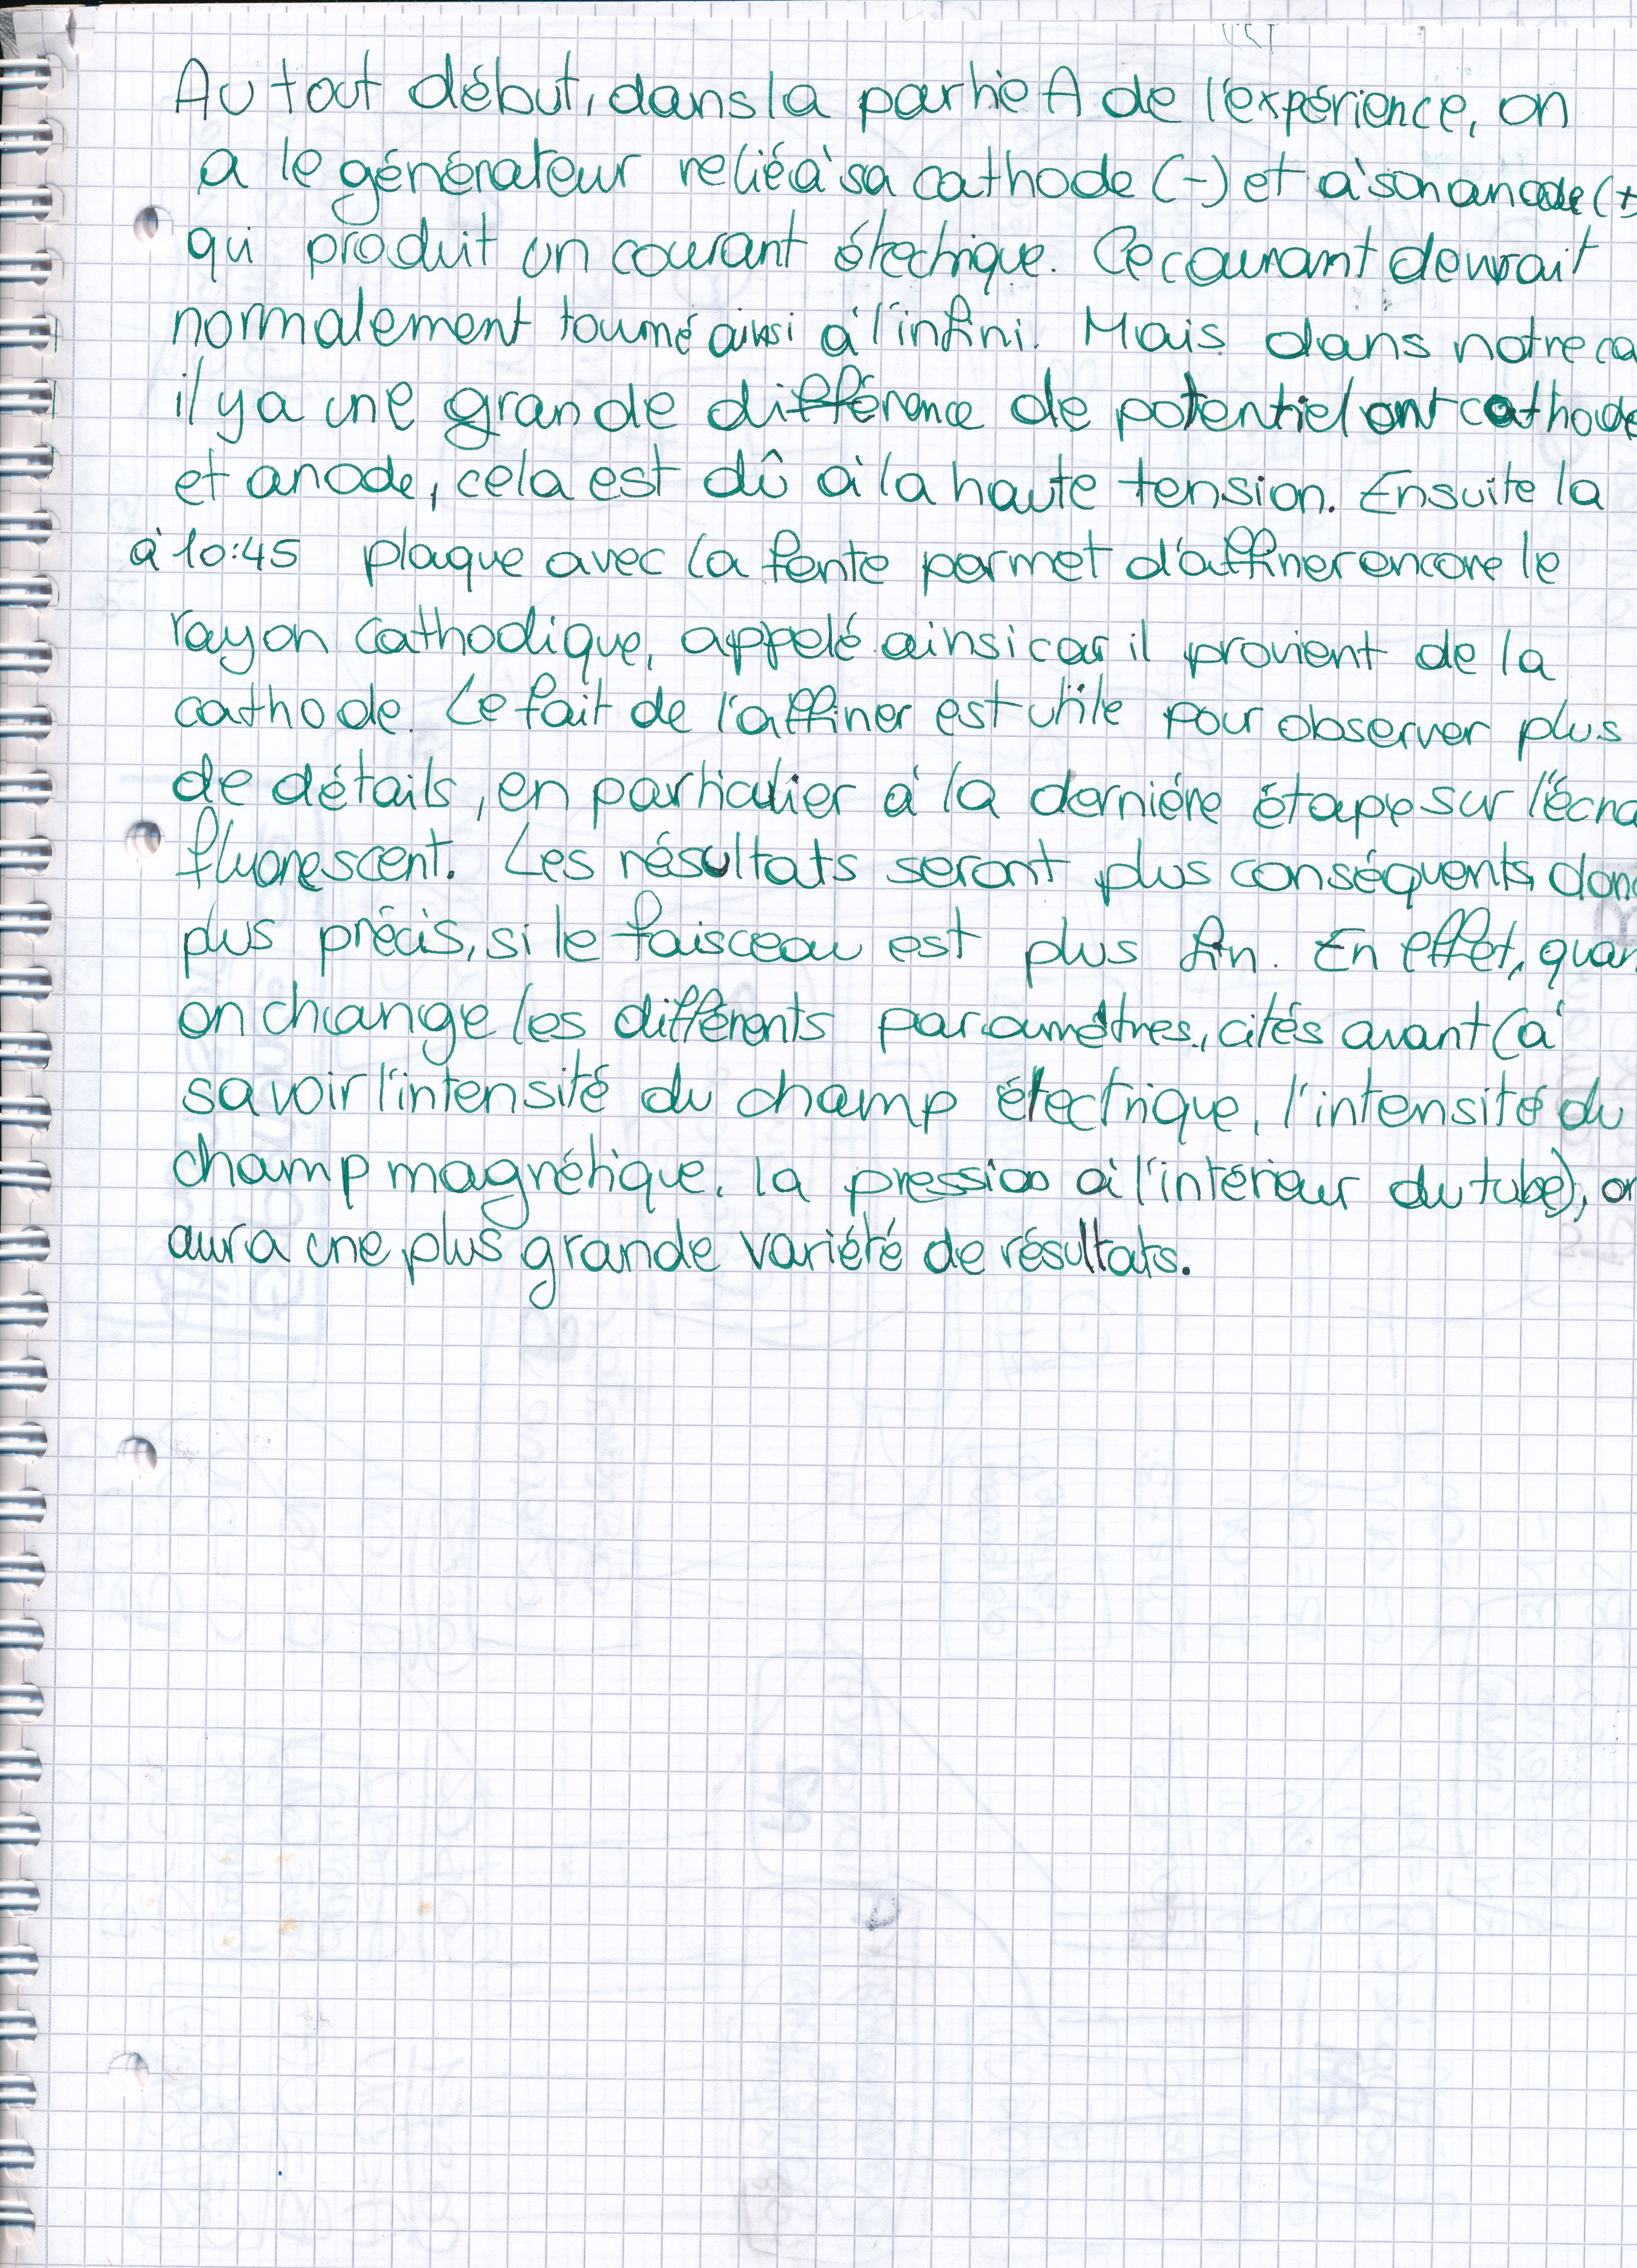 Au tout début, dans la partie A de l'expérience, on
a le générateur relié à sa cathode (-) et à son anode (+
qui produit un courant électrique. Ce courant devrait
normalement tourné ainsi à l'infini. Mais dans notre ca
il y a une grande différence de potentiel ont cathode
et anode, cela est dû à la haute tension. Ensuite la
à 10:45 plaque avec la fente permet d'affiner encore le
rayon cathodique, appelé ainsi car il provient de la
cathode. Le fait de l'affiner est utile pour observer plus
de détails, en particulier à la dernière étape sur l'écra
fluorescent. Les résultats seront plus conséquents, donc
plus précis, si le faisceau est plus fin. En effet, quan
on change les différents paramètres, cités avant (à
savoir l'intensité du champ électrique, l'intensité du
champ magnétique, la pression à l'intérieur du tube), on
aura une plus grande variété de résultats.